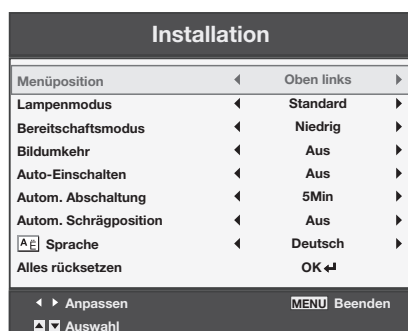 Installation
Menüposition Oben links
Lampenmodus Standard
Bereitschaftsmodus Niedrig
Bildumkehr Aus
Auto-Einschalten Aus
Autom. Abschaltung 5Min
Autom. Schrägposition Aus
Sprache Deutsch
Alles rücksetzen OK
Anpassen MENU Beenden
Auswahl